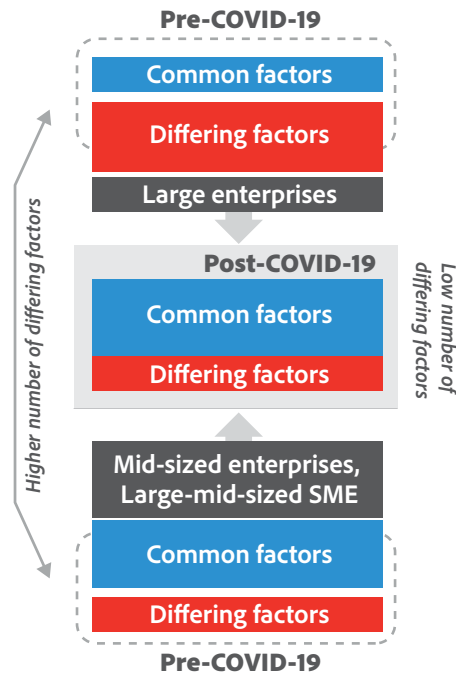 Pre-COVID-19
Common factors
Differing factors
Large enterprises
Higher number of differing factors
Post-COVID-19
Common factors
Differing factors
Low number of
differing factors
Mid-sized enterprises,
Large-mid-sized SME
Common factors
Differing factors
Pre-COVID-19